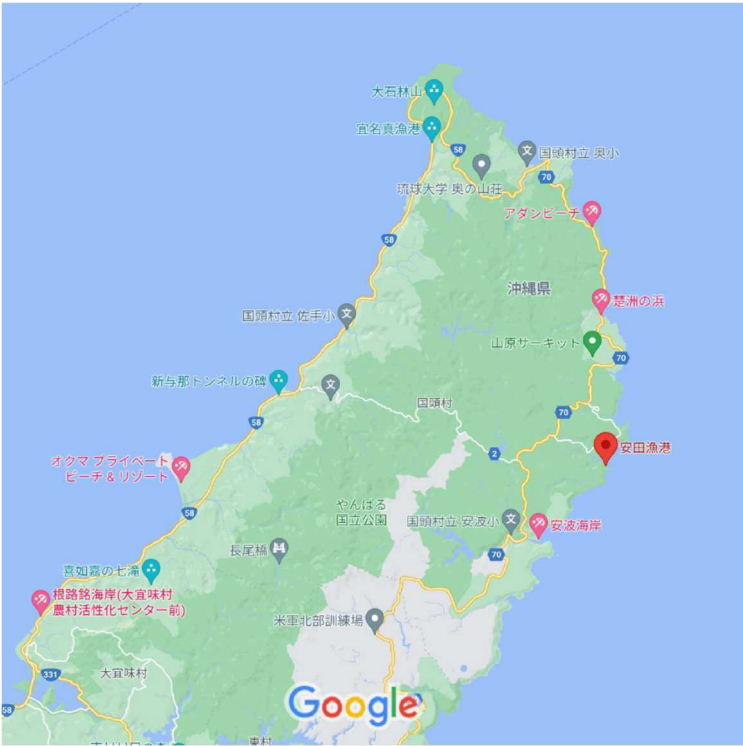 大石林山
宜名真漁港
58
文
国頭村立 奥小
琉球大学 奥の山荘
70
アダンビーチ
58
沖縄県
楚洲の浜
国頭村立 佐手小
文
山原サーキット
70
新与那トンネルの碑
文
国頭村
70
58
安田漁港
2
オクマ プライベート
ビーチ & リゾート
やんばる
国立公園
58
国頭村立 安波小
文
安波海岸
長尾橋
70
喜如嘉の七滝
根路銘海岸(大宜味村
農村活性化センター前)
米軍北部訓練場
大宜味村
331
58
Google
東村